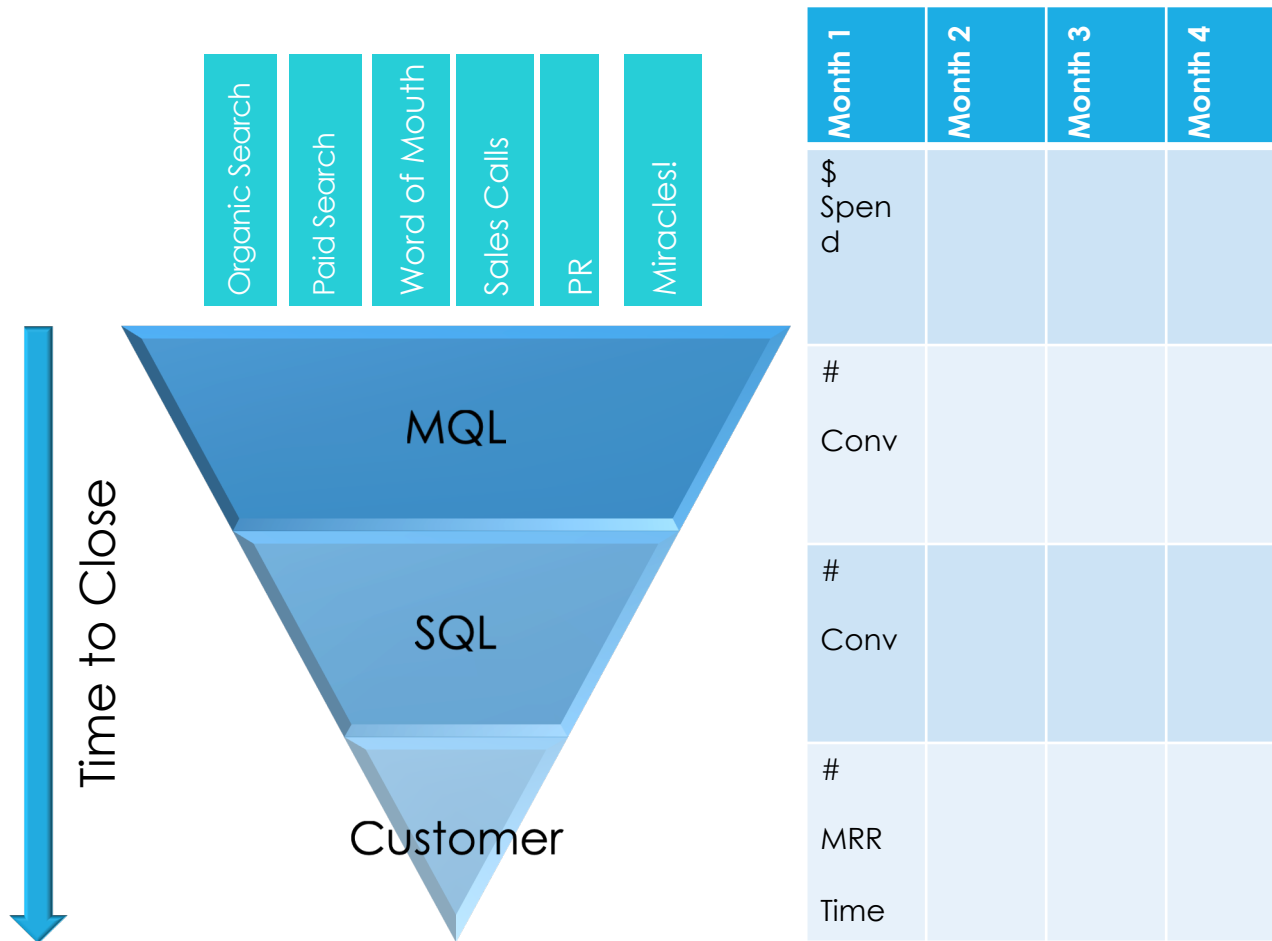 Organic Search
Paid Search
Word of Mouth
Sales Calls
PR
Miracles!
Time to Close
MQL
SQL
Customer
Month 1
Month 2
Month 3
Month 4
$
Spen
d
#
Conv
#
Conv
#
MRR
Time